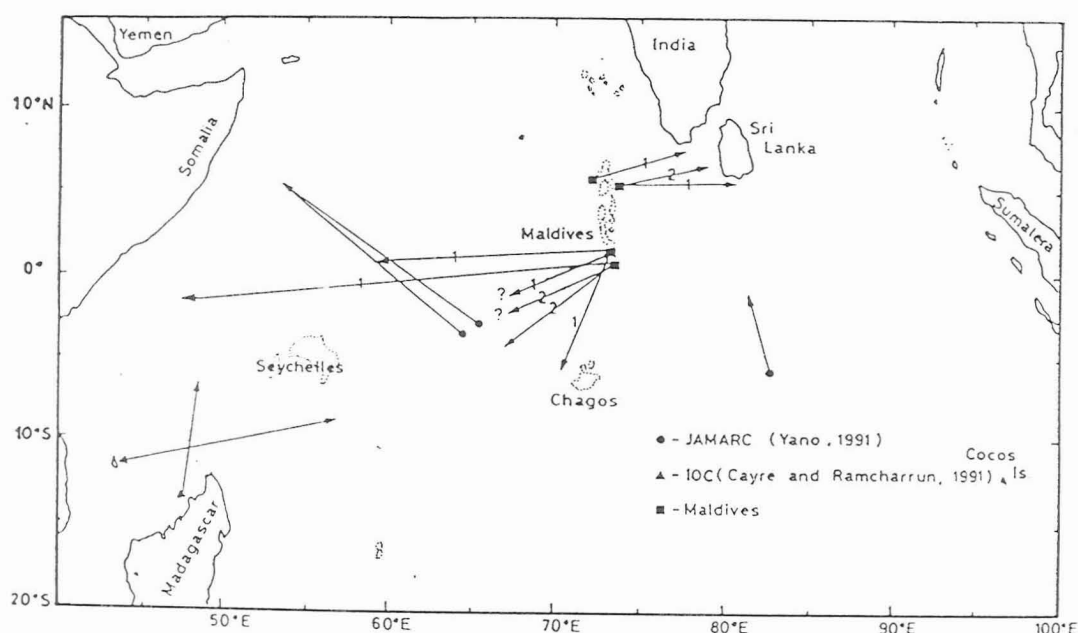 Yemen
India
10°N
Somalia
Sri
Lanka
1
2
1
Sumatera
Maldives
0°
1
1
?
1
?
2
2
1
Seychelles
Chagos
10°S
● - JAMARC (Yano, 1991)
Cocos
Is
▲ - IOC (Cayre and Ramcharrun, 1991)
■ - Maldives
Madagascar
20°S
50°E
60°E
70°E
80°E
90°E
100°E